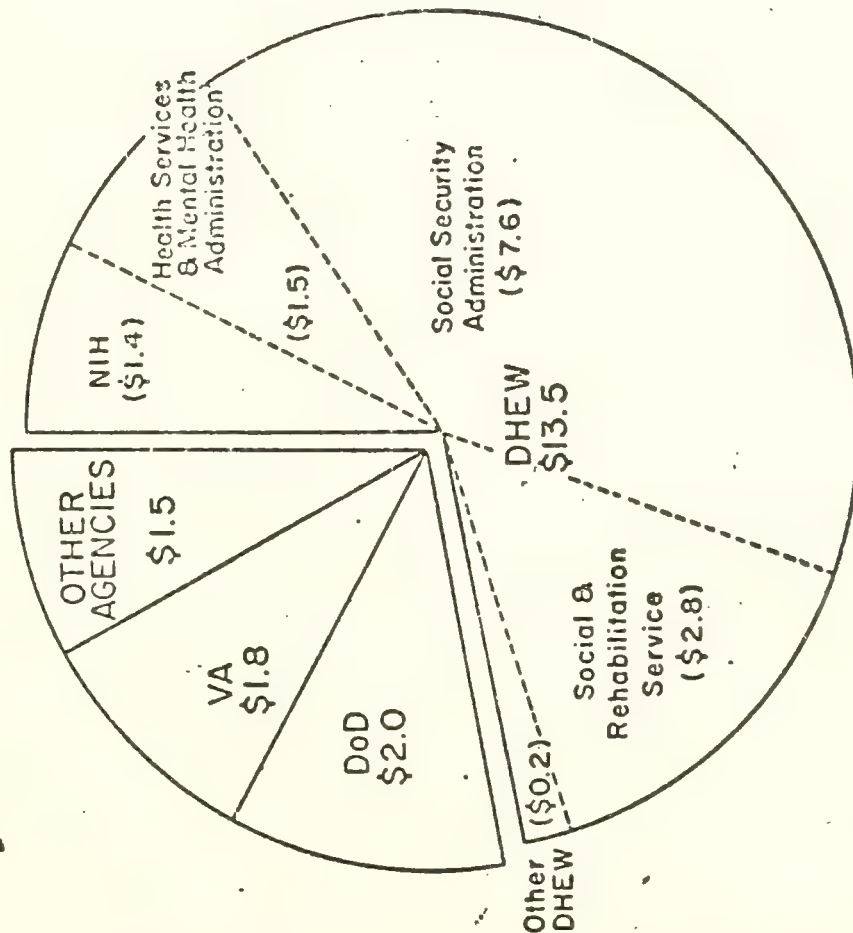 OTHER
AGENCIES
$1.5
VA
$1.8
DoD
$2.0
NIH
($1.4)
Health Services
& Mental Health
Administration
($1.5)
Social Security
Administration
($7.6)
DHEW
$13.5
Social &
Rehabilitation
Service
($2.8)
($0.2)
Other
DHEW